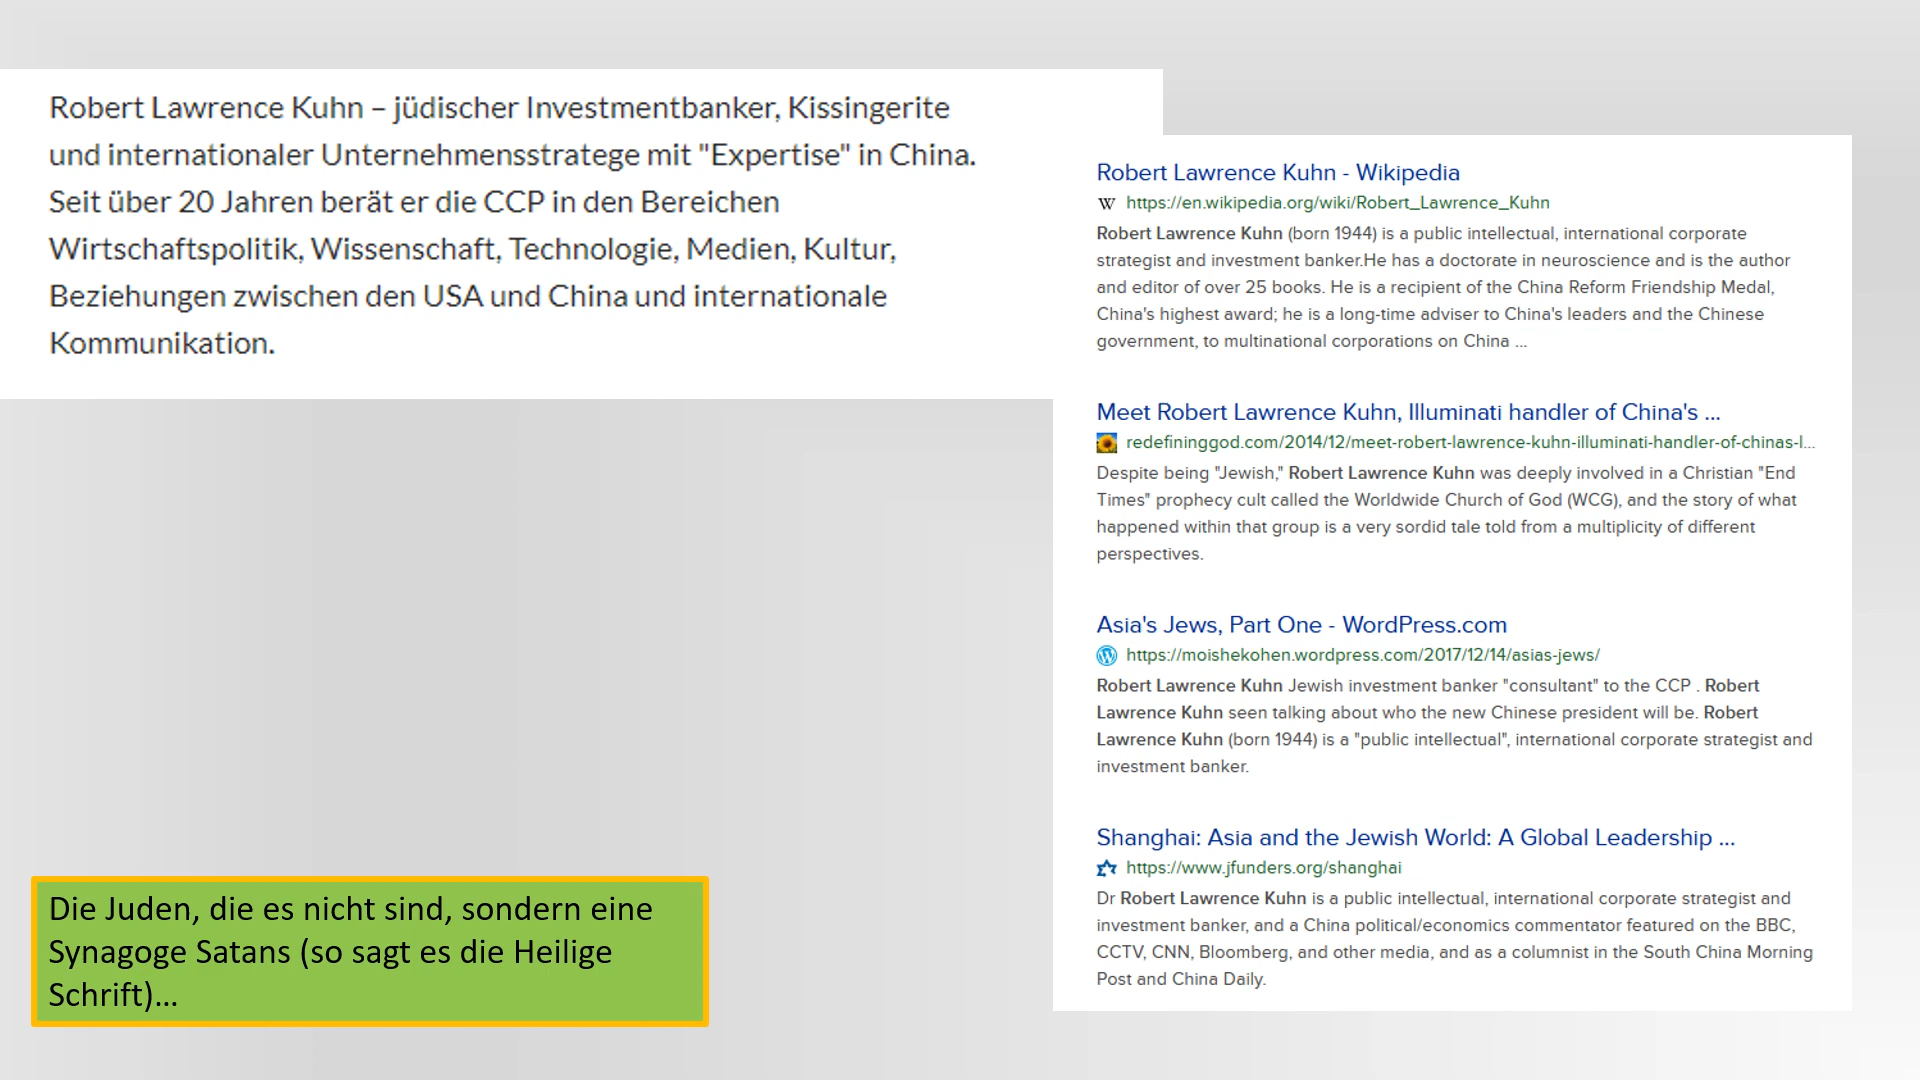 Robert Lawrence Kuhn – jüdischer Investmentbanker, Kissingerite
und internationaler Unternehmensstratege mit "Expertise" in China.
Seit über 20 Jahren berät er die CCP in den Bereichen
Wirtschaftspolitik, Wissenschaft, Technologie, Medien, Kultur,
Beziehungen zwischen den USA und China und internationale
Kommunikation.
Robert Lawrence Kuhn - Wikipedia
W https://en.wikipedia.org/wiki/Robert_Lawrence_Kuhn
Robert Lawrence Kuhn (born 1944) is a public intellectual, international corporate
strategist and investment banker.He has a doctorate in neuroscience and is the author
and editor of over 25 books. He is a recipient of the China Reform Friendship Medal,
China's highest award; he is a long-time adviser to China's leaders and the Chinese
government, to multinational corporations on China ...
Meet Robert Lawrence Kuhn, Illuminati handler of China's ...
redefininggod.com/2014/12/meet-robert-lawrence-kuhn-illuminati-handler-of-chinas-l...
Despite being "Jewish," Robert Lawrence Kuhn was deeply involved in a Christian "End
Times" prophecy cult called the Worldwide Church of God (WCG), and the story of what
happened within that group is a very sordid tale told from a multiplicity of different
perspectives.
Asia's Jews, Part One - WordPress.com
https://moishekohen.wordpress.com/2017/12/14/asias-jews/
Robert Lawrence Kuhn Jewish investment banker "consultant" to the CCP . Robert
Lawrence Kuhn seen talking about who the new Chinese president will be. Robert
Lawrence Kuhn (born 1944) is a "public intellectual", international corporate strategist and
investment banker.
Shanghai: Asia and the Jewish World: A Global Leadership ...
https://www.jfunders.org/shanghai
Dr Robert Lawrence Kuhn is a public intellectual, international corporate strategist and
investment banker, and a China political/economics commentator featured on the BBC,
CCTV, CNN, Bloomberg, and other media, and as a columnist in the South China Morning
Post and China Daily.
Die Juden, die es nicht sind, sondern eine
Synagoge Satans (so sagt es die Heilige
Schrift)...